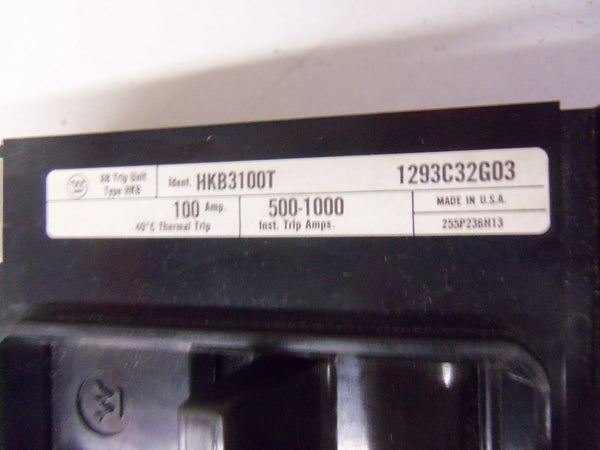 AB Trip Unit
Type HKB
Ident. HKB3100T
1293C32G03
100 Amp.
40°C Thermal Trip
500-1000
Inst. Trip Amps.
MADE IN U.S.A.
255P236H13